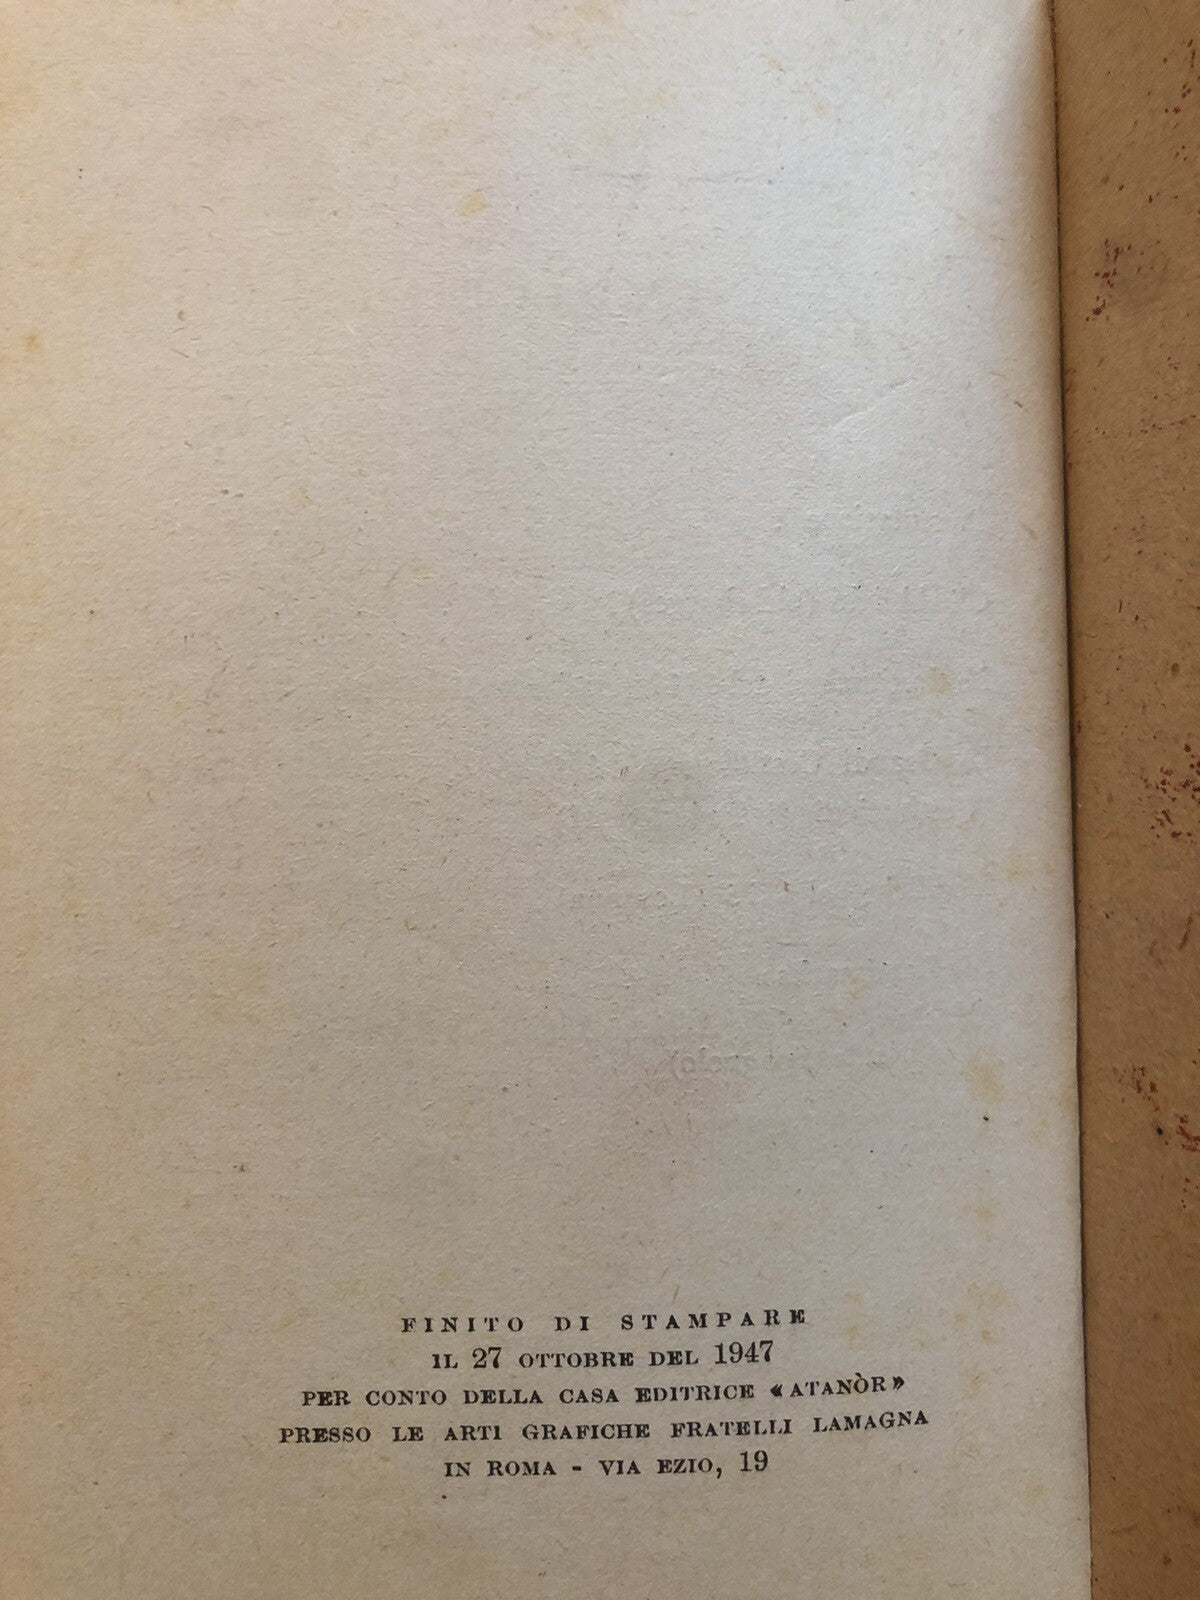 FINITO DI STAMPARE
IL 27 OTTOBRE DEL 1947
PER CONTO DELLA CASA EDITRICE «ATANÒR»
PRESSO LE ARTI GRAFICHE FRATELLI LAMAGNA
IN ROMA - VIA EZIO, 19